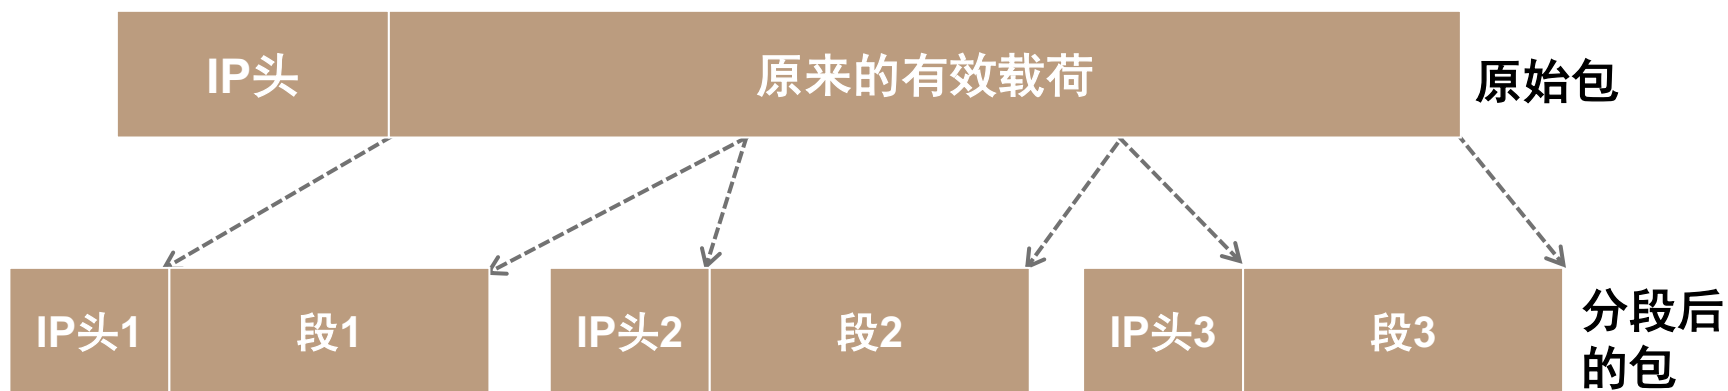 IP头
原来的有效载荷
原始包
IP头1
段1
IP头2
段2
IP头3
段3
分段后
的包